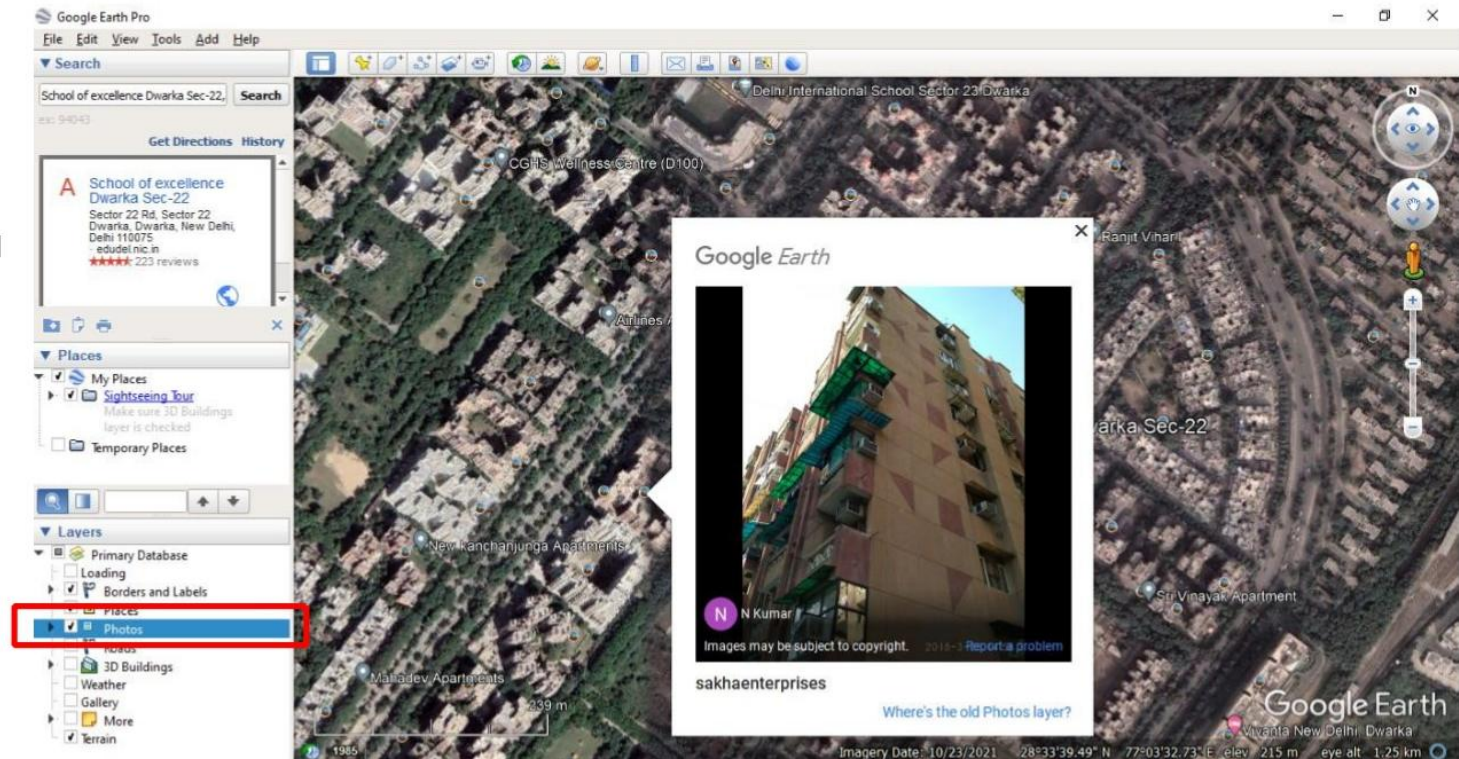 Google Earth Pro
File Edit View Tools Add Help
Search
School of excellence Dwarka Sec-22, Search
ex: 94043
Get Directions History
A School of excellence
Dwarka Sec-22
Sector 22 Rd, Sector 22
Dwarka, Dwarka, New Delhi,
Delhi 110075
- edudel.nic.in
223 reviews
Places
My Places
Sightseeing Tour
Make sure 3D Buildings
layer is checked
Temporary Places
Layers
Primary Database
Loading
Borders and Labels
Places
Photos
Roads
3D Buildings
Weather
Gallery
More
Terrain
Delhi International School Sector 23 Dwarka
CGHS Wellness Centre (D100)
N
Ranjit Vihar
Airlines
New kanchanjunga Apartments
Mahadev Apartments
239 m
1985
Google Earth
N N Kumar
Images may be subject to copyright. Report a problem
sakhaenterprises
Where's the old Photos layer?
arka Sec-22
Sri Vinayak Apartment
Google Earth
Vivanta New Delhi, Dwarka
Imagery Date: 10/23/2021 28°33'39.49" N 77°03'32.73" E elev 215 m eye alt 1.25 km